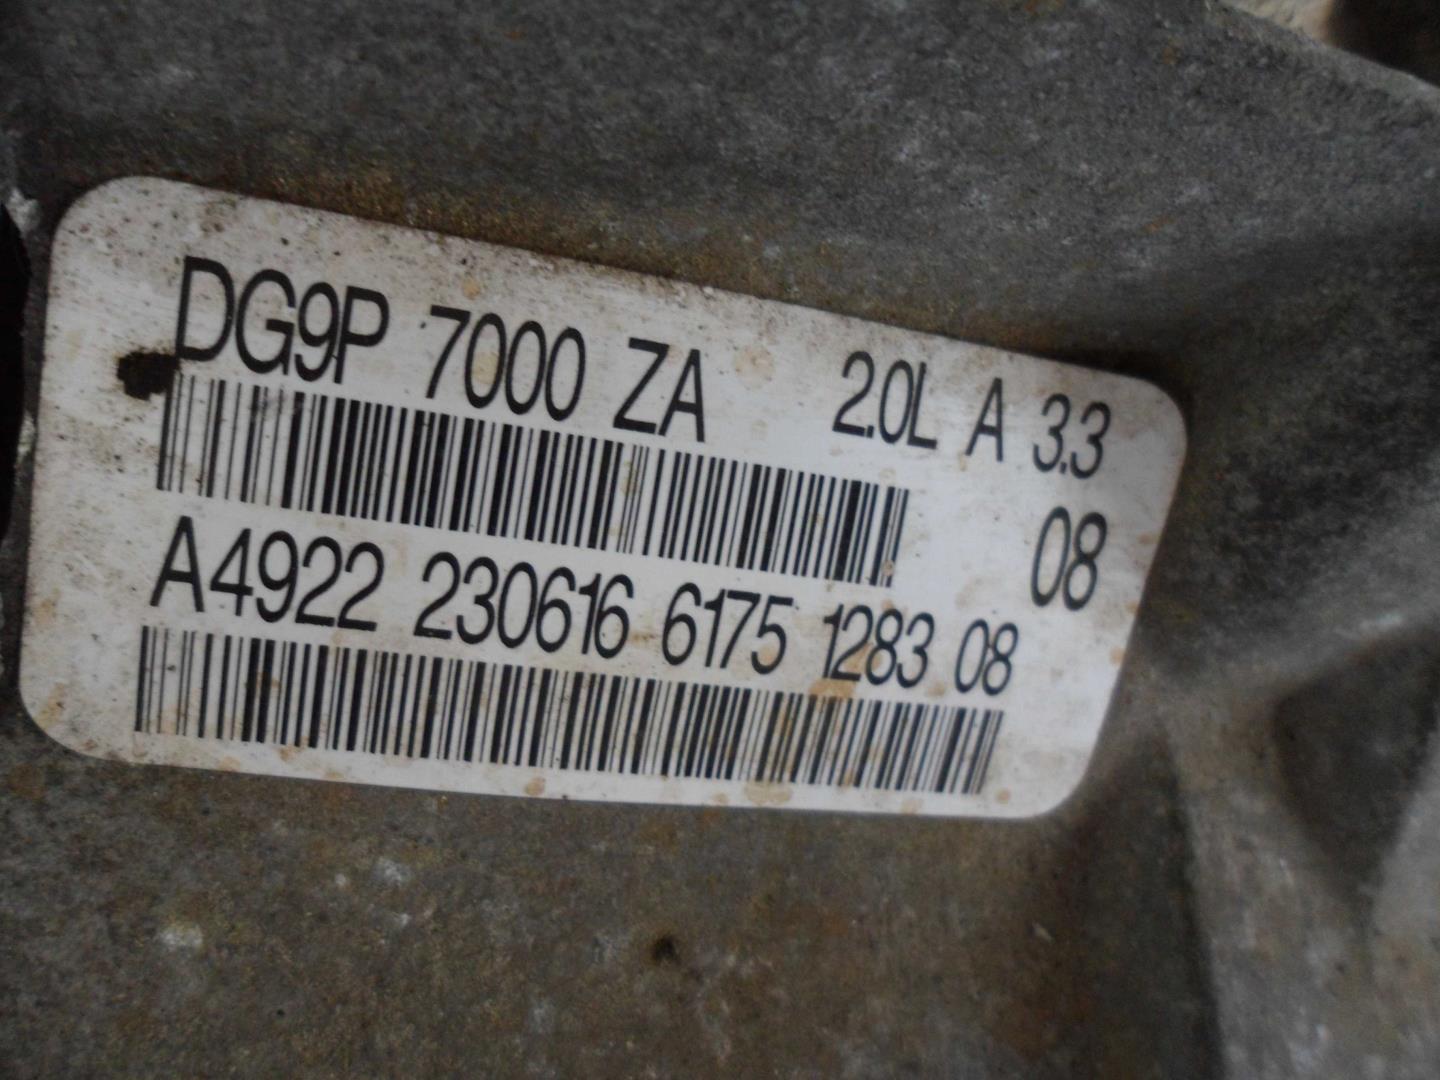 DG9P 7000 ZA 2.0L A 3.3
08
A4922 230616 6175 1283 08